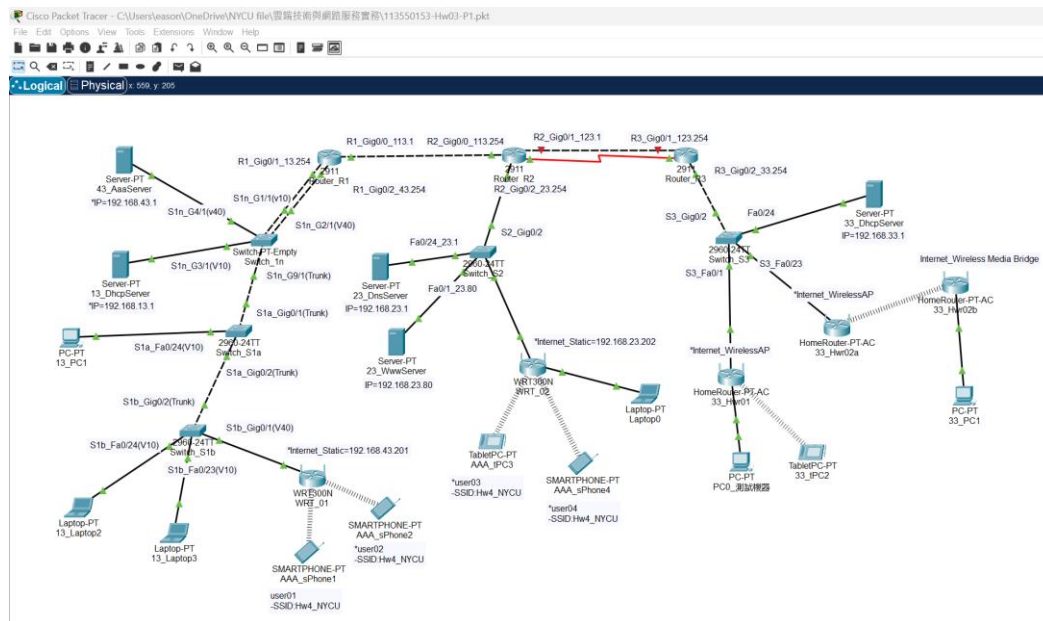 Cisco Packet Tracer - C:\Users\eason\OneDrive\NYCU file\雲端技術與網路服務實務\113550153-Hw03-P1.pkt
File Edit Options View Tools Extensions Window Help
Logical Physical x: 559, y: 205
R1_Gig0/0_113.1
R2_Gig0/0_113.254
R2_Gig0/1_123.1
R3_Gig0/1_123.254
R1_Gig0/1_13.254
2911
Router_R1
2911
Router_R2
2911
Router_R3
Server-PT
43_AaaServer
*IP=192.168.43.1
R1_Gig0/2_43.254
R2_Gig0/2_23.254
R3_Gig0/2_33.254
S1n_G1/1(v10)
S1n_G4/1(v40)
S1n_G2/1(V40)
Server-PT
33_DhcpServer
IP=192.168.33.1
Fa0/24
S3_Gig0/2
S2_Gig0/2
Switch-PT-Empty
Switch_1n
S1n_G3/1(V10)
Server-PT
13_DhcpServer
*IP=192.168.13.1
S1n_G9/1(Trunk)
Fa0/24_23.1
2960-24TT
Switch_S2
2960-24TT
Switch_S3
Internet_Wireless Media Bridge
S3_Fa0/1
S3_Fa0/23
Server-PT
23_DnsServer
IP=192.168.23.1
Fa0/1_23.80
*Internet_WirelessAP
HomeRouter-PT-AC
33_Hwr02b
S1a_Gig0/1(Trunk)
PC-PT
13_PC1
S1a_Fa0/24(V10)
2960-24TT
Switch_S1a
HomeRouter-PT-AC
33_Hwr02a
*Internet_Static=192.168.23.202
*Internet_WirelessAP
Server-PT
23_WwwServer
IP=192.168.23.80
S1a_Gig0/2(Trunk)
WRT300N
WRT_02
HomeRouter-PT-AC
33_Hwr01
Laptop-PT
Laptop0
PC-PT
33_PC1
S1b_Gig0/2(Trunk)
S1b_Gig0/1(V40)
2960-24TT
Switch_S1b
S1b_Fa0/24(V10)
S1b_Fa0/23(V10)
*Internet_Static=192.168.43.201
TabletPC-PT
AAA_tPC3
*user03
-SSID:Hw4_NYCU
SMARTPHONE-PT
AAA_sPhone4
*user04
-SSID:Hw4_NYCU
PC-PT
PC0_測試機器
TabletPC-PT
33_tPC2
WRT300N
WRT_01
Laptop-PT
13_Laptop2
Laptop-PT
13_Laptop3
SMARTPHONE-PT
AAA_sPhone2
*user02
-SSID:Hw4_NYCU
SMARTPHONE-PT
AAA_sPhone1
user01
-SSID:Hw4_NYCU